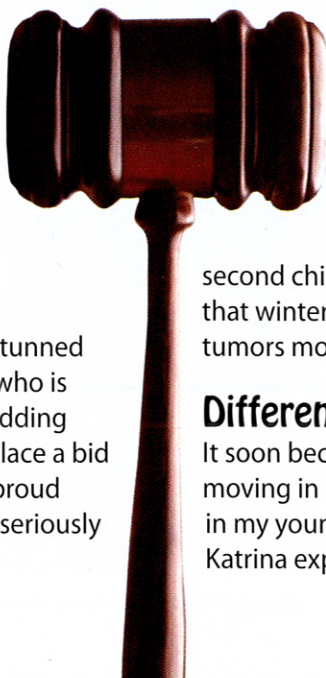 tunned
who is
dding
lace a bid
proud
seriously
second chi
that winter
tumors mo
Differen
It soon bec
moving in
in my your
Katrina exp